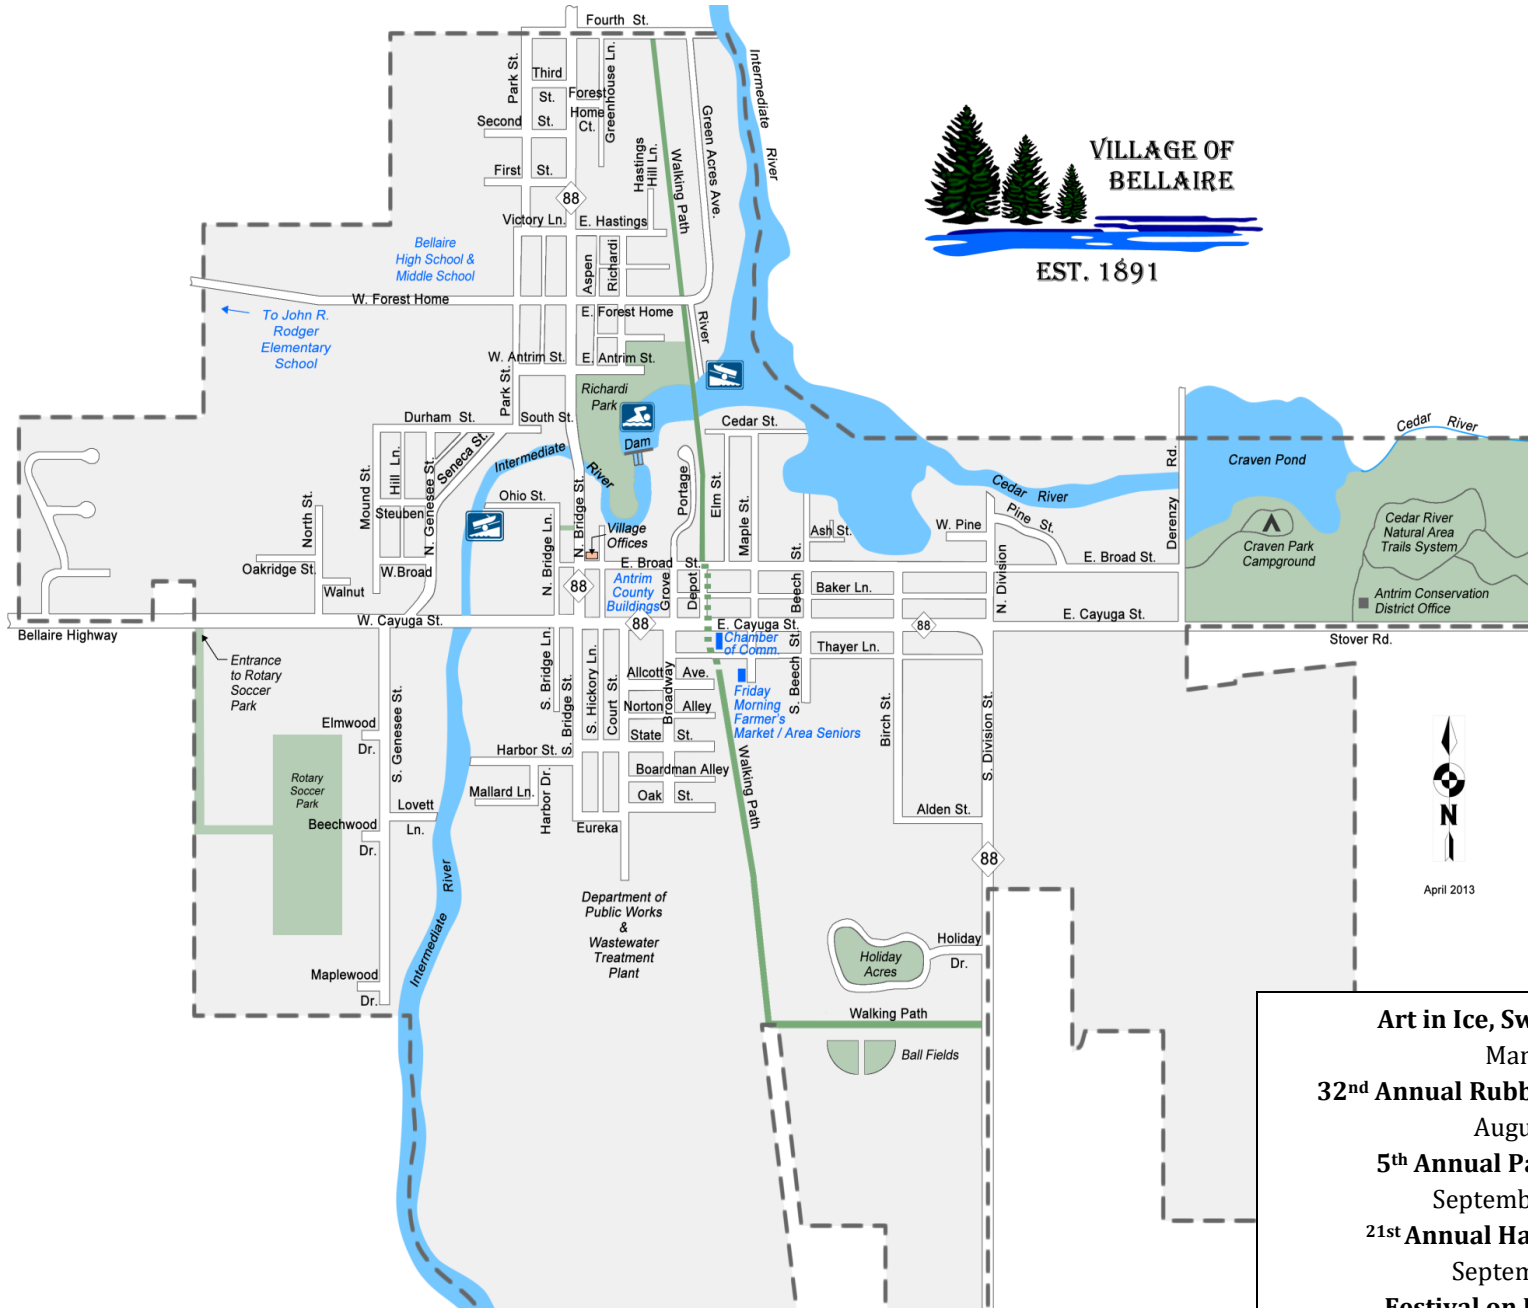 Fourth St.
Park St.
Third
St.
Forest
Home
Ct.
Greenhouse Ln.
Second St.
First St.
88
Hastings
Hill Ln.
Walking Path
Green Acres Ave.
Intermediate
River
VILLAGE OF
BELLAIRE
EST. 1891
Victory Ln.
E. Hastings
Bellaire
High School &
Middle School
Aspen
Richardi
W. Forest Home
E. Forest Home
River
To John R.
Rodger
Elementary
School
W. Antrim St.
E. Antrim St.
Park St.
Richardi
Park
Durham St.
South St.
Dam
Cedar St.
Cedar River
Craven Pond
Mound St.
Hill Ln.
N. Genesee St.
Seneca St.
Intermediate
River
N. Bridge St.
Portage
Elm St.
Maple St.
Cedar
River
Rd.
Derenzy
North St.
Steuben
Ohio St.
N. Bridge Ln.
Village
Offices
Ash St.
W. Pine
Pine St.
Craven Park
Campground
Cedar River
Natural Area
Trails System
Oakridge St.
W.Broad
Walnut
E. Broad St.
E. Broad St.
Antrim
County
Buildings
88
Grove
Depot
Beech St.
Baker Ln.
N. Division
Antrim Conservation
District Office
Bellaire Highway
W. Cayuga St.
88
E. Cayuga St.
88
E. Cayuga St.
Stover Rd.
Chamber
of Comm.
Thayer Ln.
Entrance
to Rotary
Soccer
Park
S. Genesee St.
S. Bridge Ln.
S. Bridge St.
S. Hickory Ln.
Court St.
Broadway
Allcott Ave.
Norton Alley
State St.
Friday
Morning
Farmer's
Market / Area Seniors
S. Beech St.
Birch St.
S. Division St.
Elmwood
Dr.
Harbor St.
Boardman Alley
Walking Path
Rotary
Soccer
Park
Mallard Ln.
Harbor Dr.
Oak St.
Lovett
Ln.
Beechwood
Dr.
Eureka
Alden St.
N
88
April 2013
River
Intermediate
Department of
Public Works
&
Wastewater
Treatment
Plant
Holiday
Dr.
Holiday
Acres
Maplewood
Dr.
Walking Path
Ball Fields
Art in Ice, Sw
Mar
32nd Annual Rubb
Augu
5th Annual Pa
Septemb
21st Annual Ha
Septem
Festival on